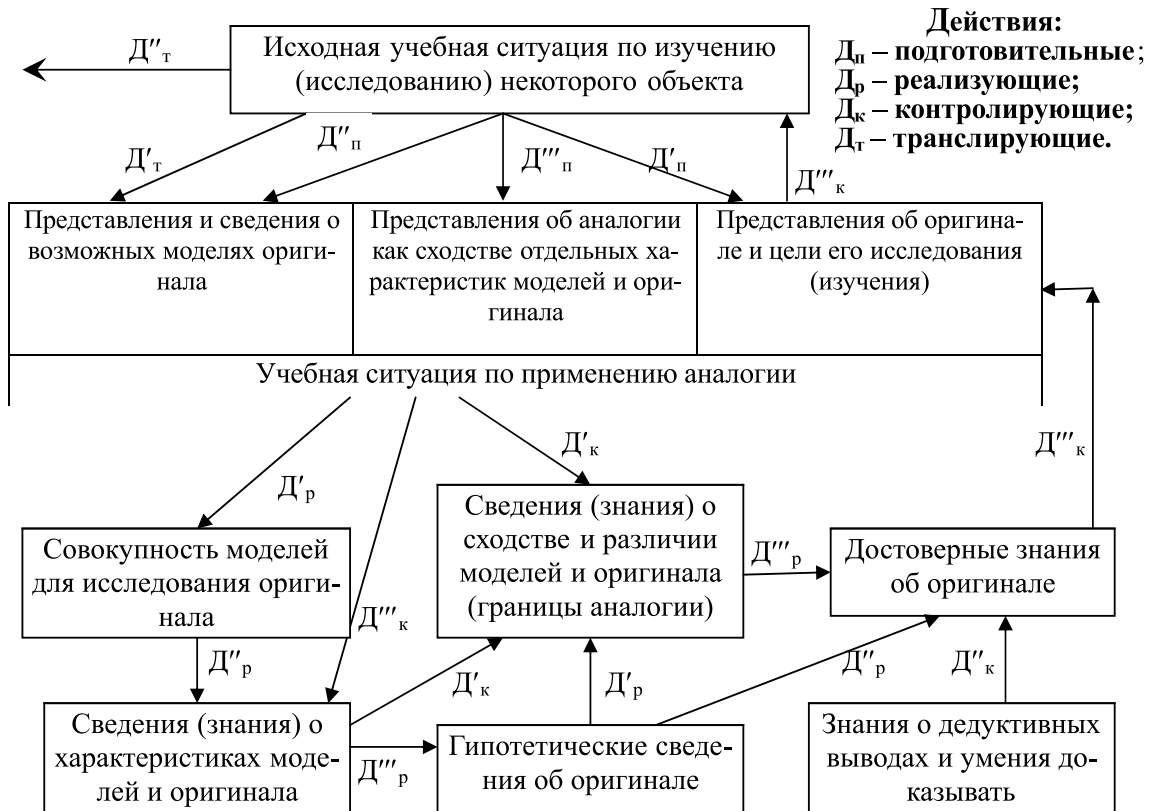 Действия:
Дп – подготовительные;
Др – реализующие;
Дк – контролирующие;
Дт – транслирующие.
Исходная учебная ситуация по изучению
(исследованию) некоторого объекта
Д″т
Д′т
Д″п
Д‴п
Д′п
Д‴к
Представления и сведения о
возможных моделях ориги-
нала
Представления об аналогии
как сходстве отдельных ха-
рактеристик моделей и ори-
гинала
Представления об оригина-
ле и цели его исследования
(изучения)
Учебная ситуация по применению аналогии
Д′р
Д′к
Д‴к
Совокупность моделей
для исследования ориги-
нала
Сведения (знания) о
сходстве и различии
моделей и оригинала
(границы аналогии)
Д‴р
Достоверные знания
об оригинале
Д″р
Д‴к
Д′к
Д′р
Д″р
Д″к
Сведения (знания) о
характеристиках моде-
лей и оригинала
Д‴р
Гипотетические сведе-
ния об оригинале
Знания о дедуктивных
выводах и умения до-
казывать